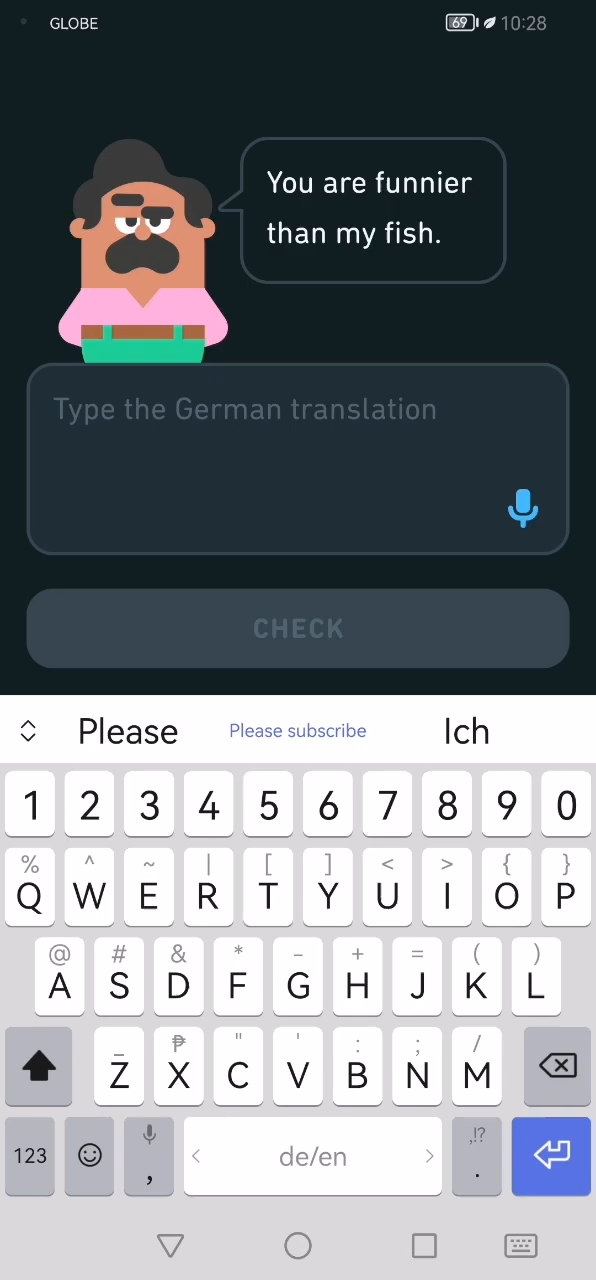 GLOBE 69 10:28
You are funnier
than my fish.
Type the German translation
CHECK
Please Please subscribe Ich
1 2 3 4 5 6 7 8 9 0
% ^ ~ | [ ] < > { }
Q W E R T Y U I O P
@ # & * - + = ( )
A S D F G H J K L
_ ₱ " ' : ; /
Z X C V B N M
,!?
123 , < de/en > .